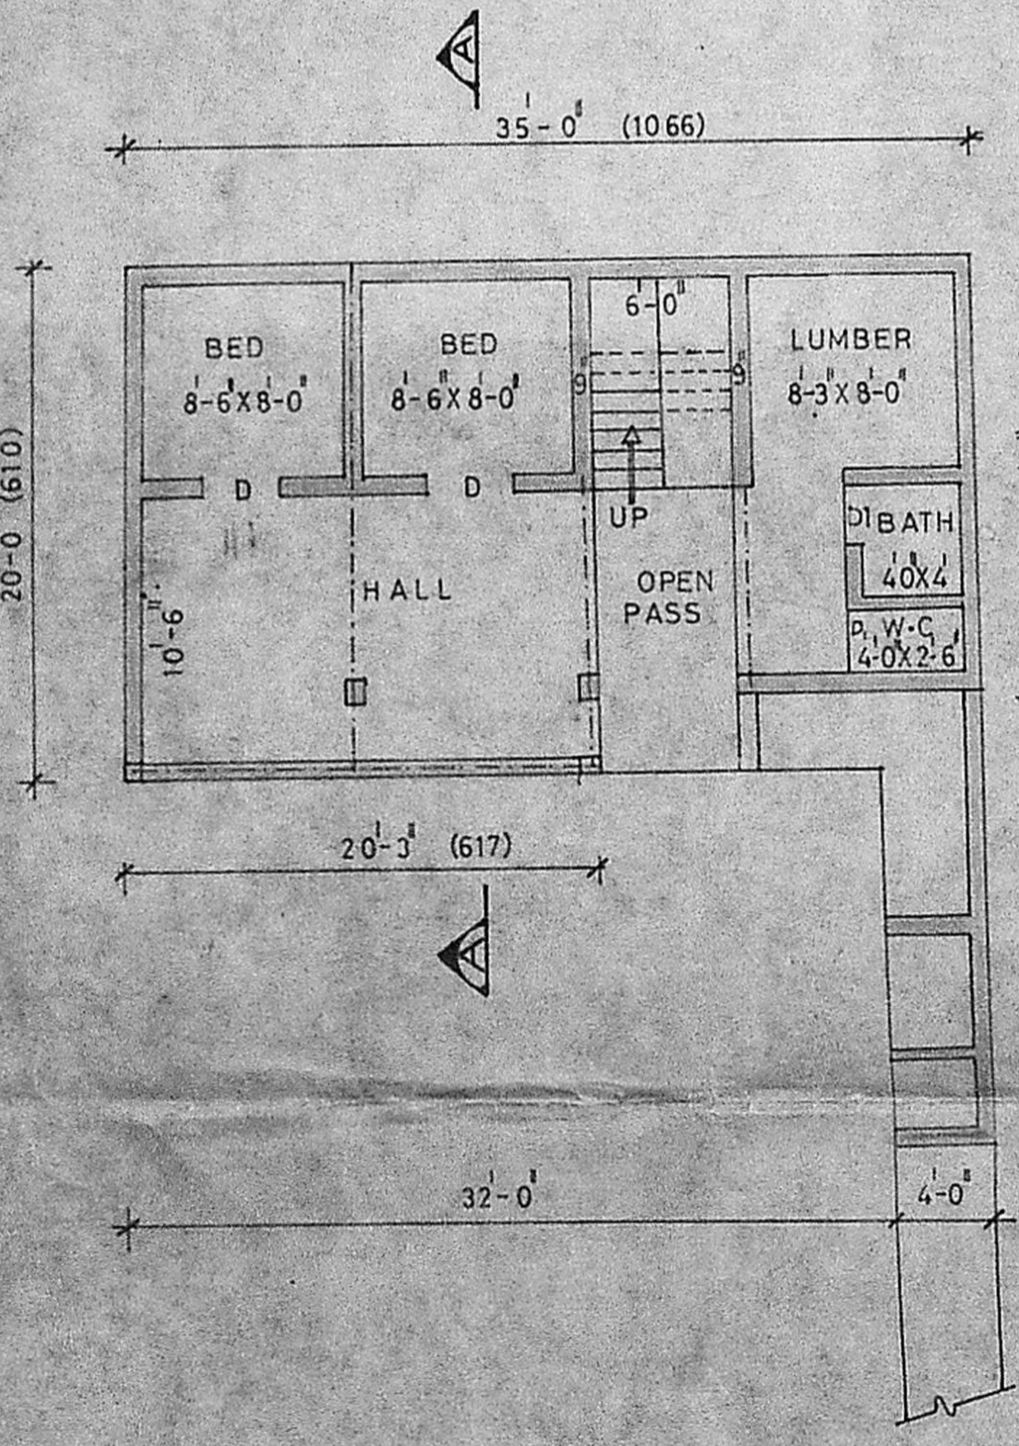 A
35'-0" (1066)
20-0 (610)
6'-0"
BED
8'-6"X8'-0"
BED
8'-6"X8'-0"
9"
9"
LUMBER
8'-3"X8'-0"
D
D
UP
D1 BATH
4'0"X4'
HALL
OPEN
PASS
10'-6"
D, W.C,
4'-0"X2'-6"
20'-3" (617)
A
32'-0"
4'-0"